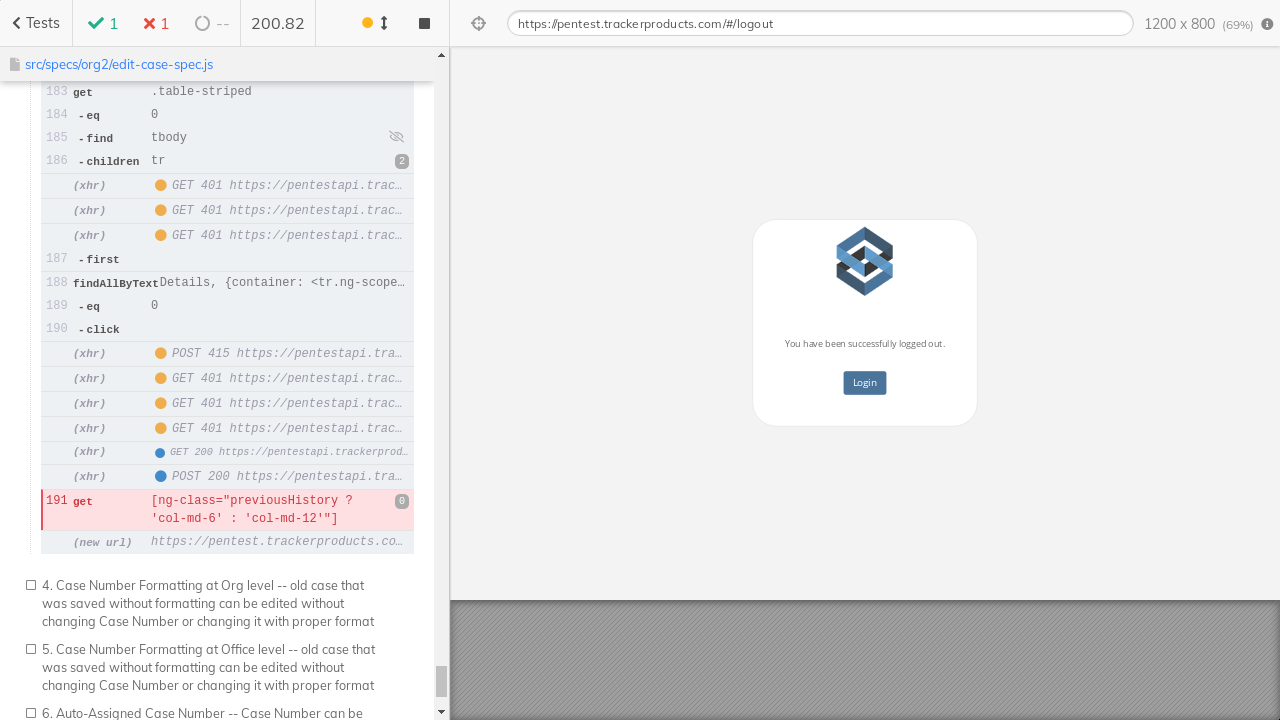 Tests
1
1
--
200.82
https://pentest.trackerproducts.com/#/logout
1200 x 800 (69%)
src/specs/org2/edit-case-spec.js
183 get .table-striped
184 -eq 0
185 -find tbody
186 -children tr 2
(xhr) GET 401 https://pentestapi.trac…
(xhr) GET 401 https://pentestapi.trac…
(xhr) GET 401 https://pentestapi.trac…
187 -first
188 findAllByText Details, {container: <tr.ng-scope…
189 -eq 0
190 -click
(xhr) POST 415 https://pentestapi.tra…
(xhr) GET 401 https://pentestapi.trac…
(xhr) GET 401 https://pentestapi.trac…
(xhr) GET 401 https://pentestapi.trac…
(xhr) GET 200 https://pentestapi.trackerprod…
(xhr) POST 200 https://pentestapi.tra…
191 get [ng-class="previousHistory ? 0
'col-md-6' : 'col-md-12'"]
(new url) https://pentest.trackerproducts.co…
4. Case Number Formatting at Org level -- old case that
was saved without formatting can be edited without
changing Case Number or changing it with proper format
5. Case Number Formatting at Office level -- old case that
was saved without formatting can be edited without
changing Case Number or changing it with proper format
6. Auto-Assigned Case Number -- Case Number can be
You have been successfully logged out.
Login